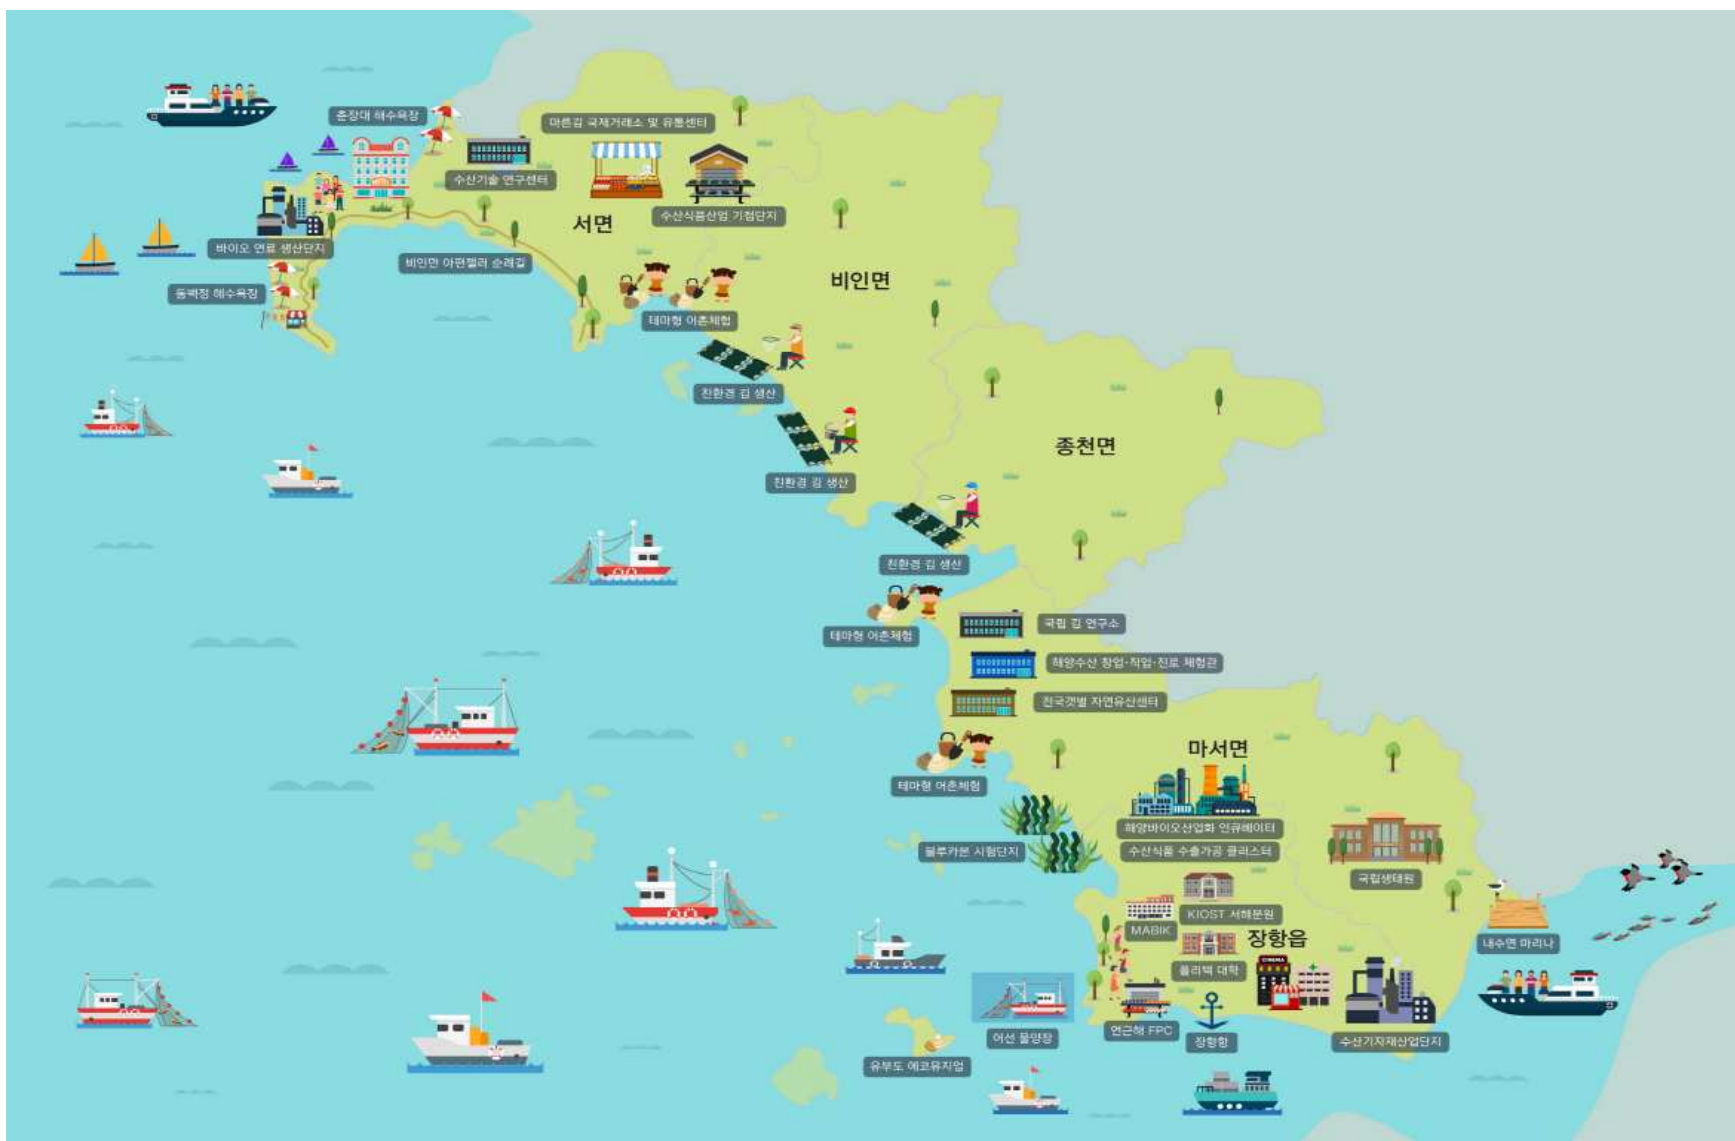 춘장대 해수욕장
마른김 국제거래소 및 유통센터
수산기술 연구센터
수산식품산업 거점단지
서면
바이오 연료 생산단지
비인만 아펜젤러 순례길
비인면
동백정 해수욕장
테마형 어촌체험
친환경 김 생산
종천면
친환경 김 생산
친환경 김 생산
국립 김 연구소
테마형 어촌체험
해양수산 창업·직업·진로 체험관
전국갯벌 자연유산센터
마서면
테마형 어촌체험
해양바이오산업화 인큐베이터
블루카본 시험단지
수산식품 수출가공 클러스터
국립생태원
KIOST 서해분원
MABIK
장항읍
내수면 마리나
폴리텍 대학
CINEMA
연근해 FPC
어선 물양장
장항항
수산기자재산업단지
유부도 에코뮤지엄